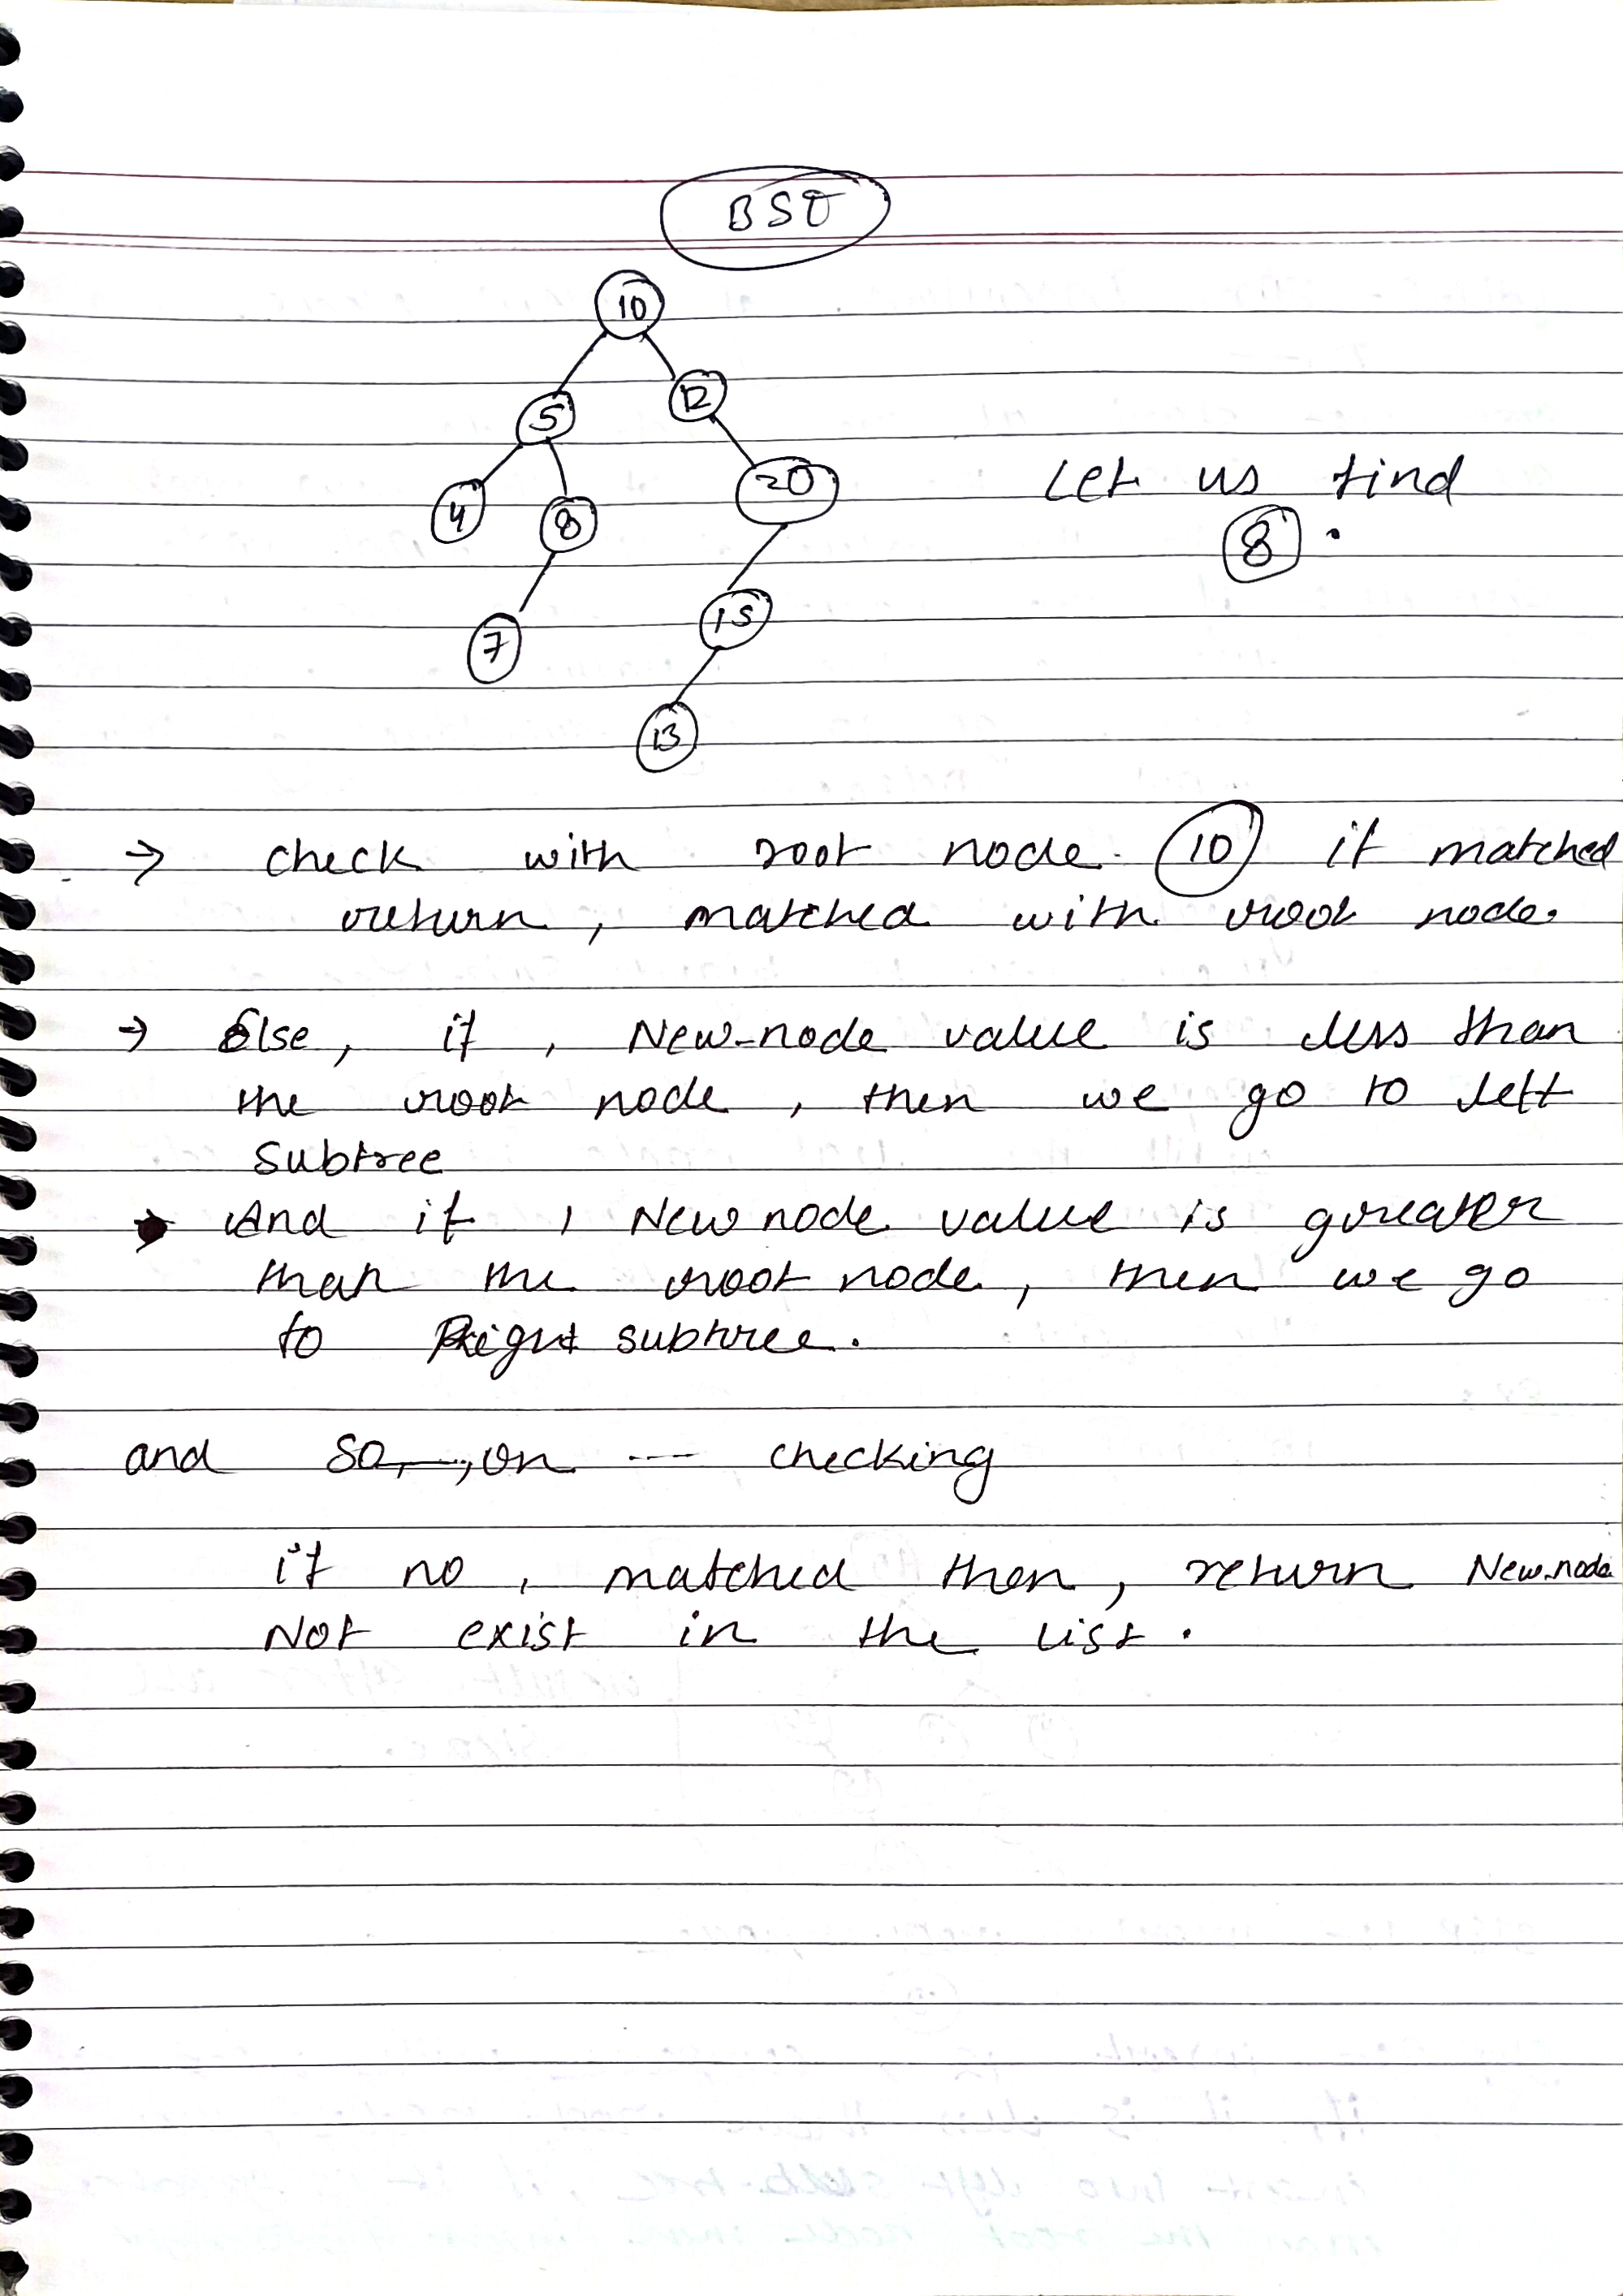 BST
10
5 12
4 8 20
Let us find
8.
7 15
13
→ check with root node. 10 if matched
return, matched with root node.
→ Else, if, New-node value is less than
the root node, then we go to left
subtree
And if, New node value is greater
than the root node, then we go
to Right subtree.
and so, on --- checking
if no, matched then, return New-node
Not exist in the list.